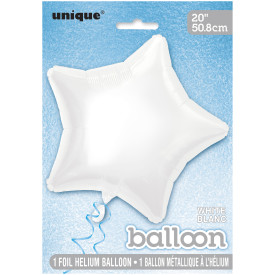 unique®
20"
50.8cm
WHITE
BLANC
balloon
1 FOIL HELIUM BALLOON • 1 BALLON MÉTALLIQUE À L'HÉLIUM